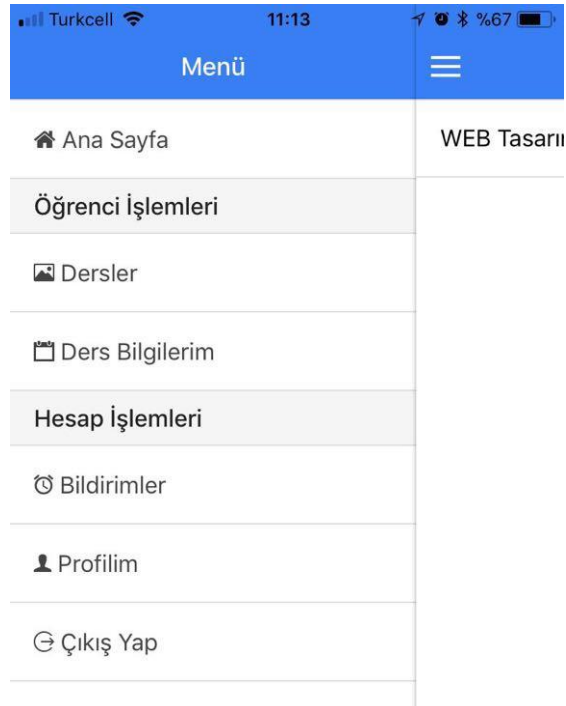 Turkcell 11:13 %67
Menü
Ana Sayfa
WEB
Öğrenci İşlemleri
Dersler
Ders Bilgilerim
Hesap İşlemleri
Bildirimler
Profilim
Çıkış Yap